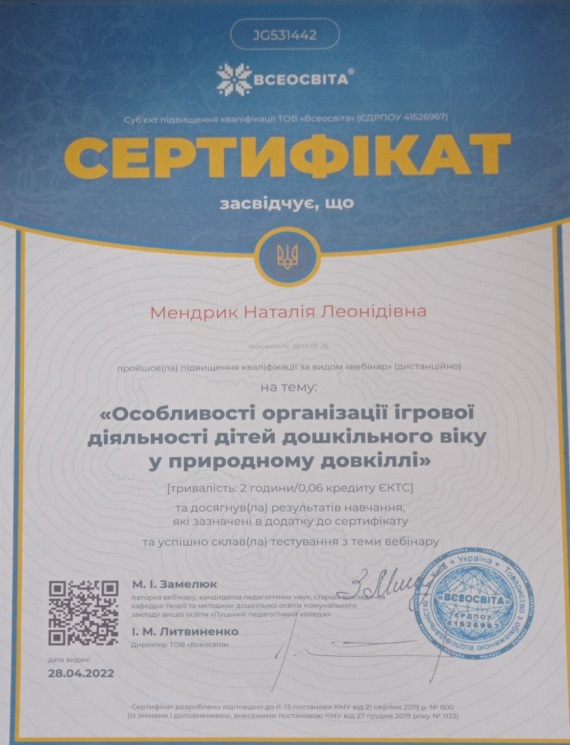 JG531442
ВСЕОСВІТА
Суб'єкт підвищення кваліфікації ТОВ «Всеосвіта» (ЄДРПОУ 41526967)
СЕРТИФІКАТ
засвідчує, що
Мендрик Наталія Леонідівна
пройшов(ла) підвищення кваліфікації за видом «вебінар» (дистанційно)
на тему:
«Особливості організації ігрової
діяльності дітей дошкільного віку
у природному довкіллі»
[тривалість: 2 години/0,06 кредиту ЄКТС]
та досягнув(ла) результатів навчання,
які зазначені в додатку до сертифікату
та успішно склав(ла) тестування з теми вебінару
М. І. Замелюк
Авторка вебінару, кандидатка педагогічних наук, старша
кафедри теорії та методики дошкільної освіти Комунального
закладу вищої освіти «Луцький педагогічний коледж»
І. М. Литвиненко
Директор ТОВ «Всеосвіта»
дата видачі
28.04.2022
Україна
«ВСЕОСВІТА»
ЄДРПОУ
41526967
Сертифікат розроблено відповідно до п. 13 постанови КМУ від 21 серпня 2019 р. № 800
(із змінами і доповненнями, внесеними постановою КМУ від 27 грудня 2019 року № 1133)